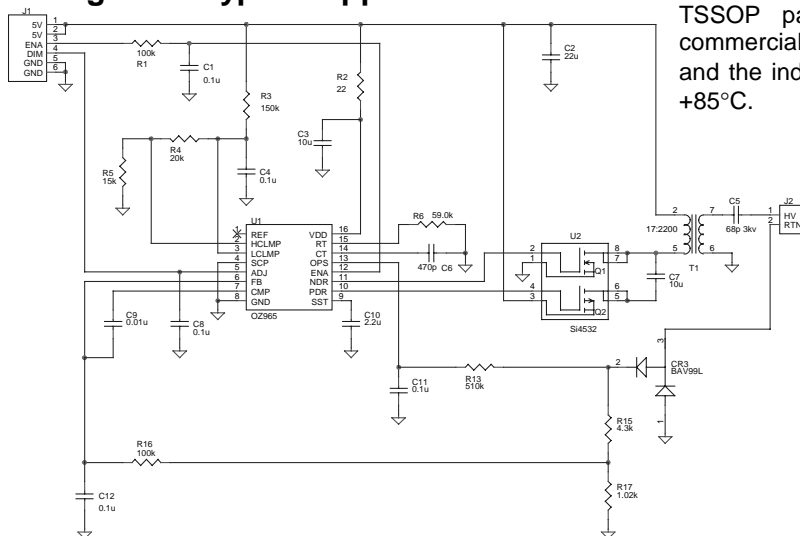 TSSOP pa
commercial
and the ind
+85°C.
J1
5V 1
5V 2
ENA 3
DIM 4
GND 5
GND 6
100k
R1
C1
0.1u
R3
150k
R2
22
C2
22u
C3
10u
R4
20k
R5
15k
C4
0.1u
U1
1 REF VDD 16
2 HCLMP RT 15
3 LCLMP CT 14
4 SCP OPS 13
5 ADJ ENA 12
6 FB NDR 11
7 CMP PDR 10
8 GND SST 9
OZ965
R6 59.0k
470p C6
U2
2 8
1 7
Q1
4 6
3 5
Q2
Si4532
C7
10u
17:2200
2 7
5 6
T1
C5
68p 3kv
J2
1 HV
2 RTN
C9
0.01u
C8
0.1u
C10
2.2u
C11
0.1u
R13
510k
2
3
1
CR3
BAV99L
R15
4.3k
R16
100k
R17
1.02k
C12
0.1u